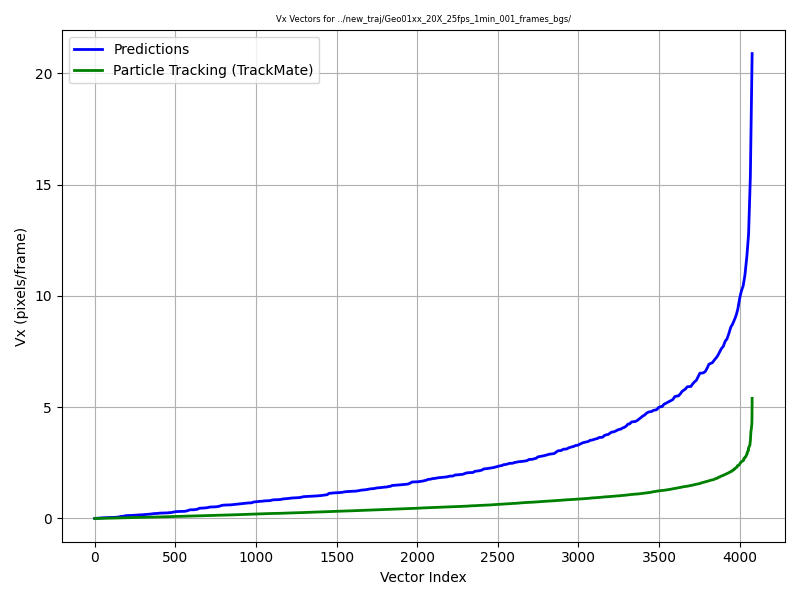 Vx Vectors for ../new_traj/Geo01xx_20X_25fps_1min_001_frames_bgs/
Predictions
Particle Tracking (TrackMate)
Vx (pixels/frame)
20
15
10
5
0
0 500 1000 1500 2000 2500 3000 3500 4000
Vector Index